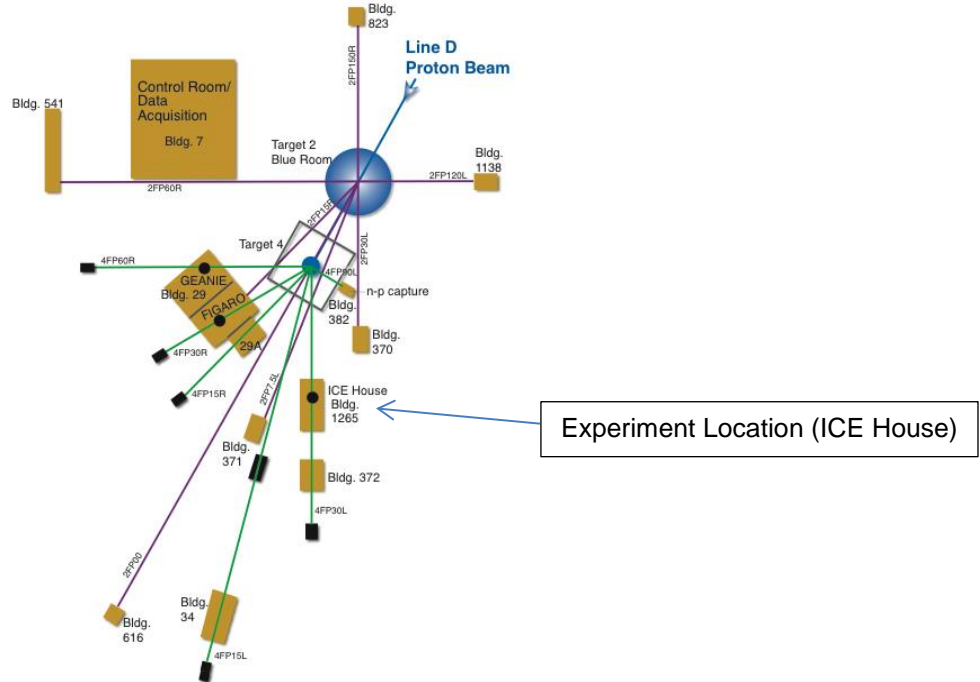 Bldg.
823
Line D
Proton Beam
2FP150R
Control Room/
Data
Acquisition
Bldg. 7
Bldg. 541
Target 2
Blue Room
Bldg.
1138
2FP60R
2FP120L
2FP15R
2FP30L
Target 4
4FP60R
4FP90L
GEANIE
Bldg. 29
FIGARO
29A
n-p capture
Bldg.
382
Bldg.
370
4FP30R
4FP15R
2FP7.5L
ICE House
Bldg.
1265
Experiment Location (ICE House)
Bldg.
371
Bldg. 372
4FP30L
2FP00
Bldg.
34
Bldg.
616
4FP15L